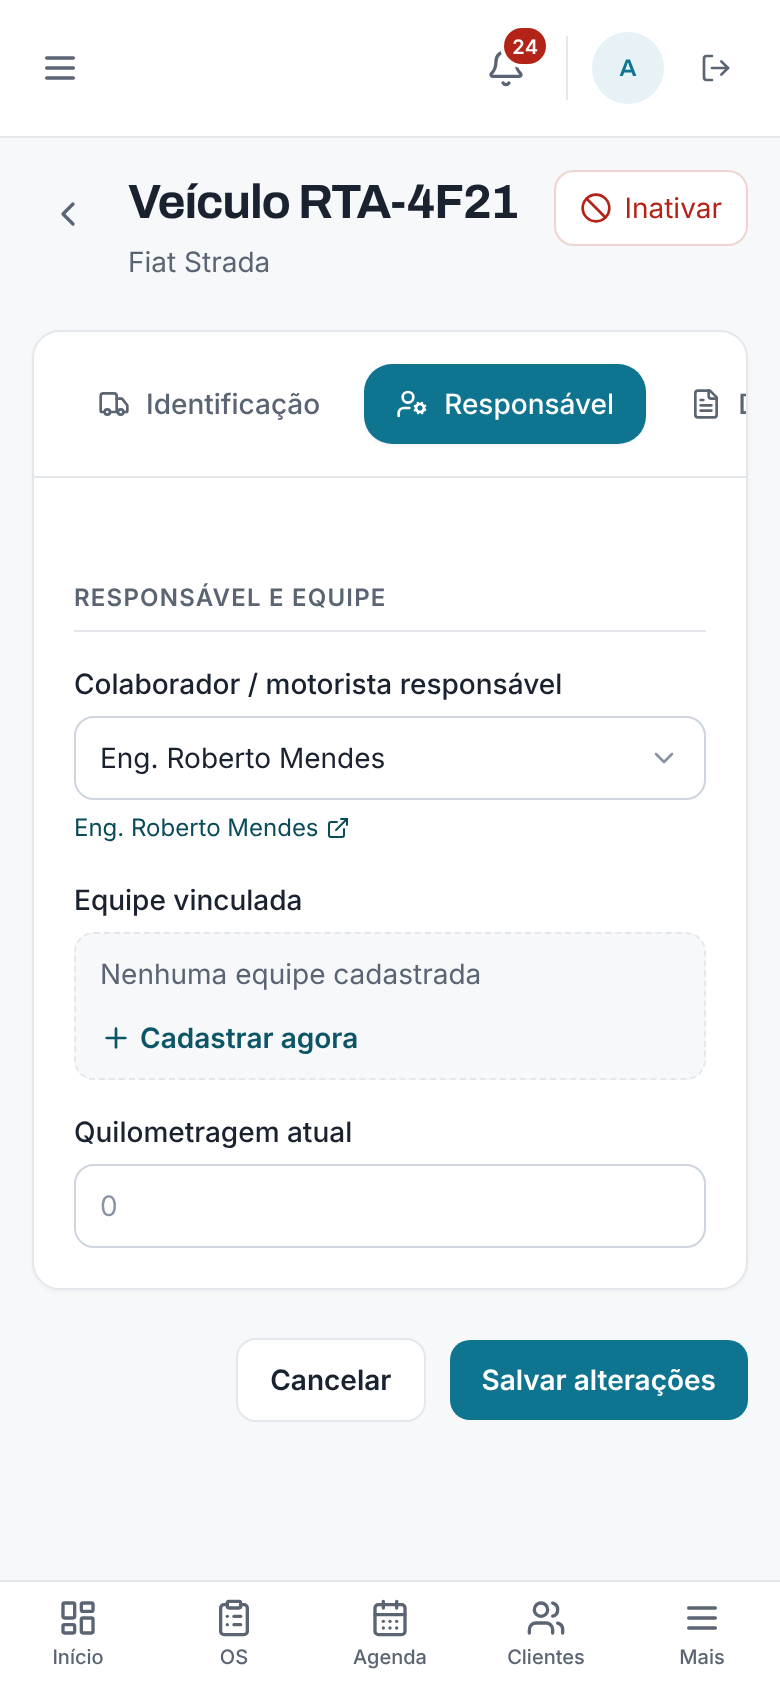 24
A
Veículo RTA-4F21
Inativar
Fiat Strada
Identificação
Responsável
RESPONSÁVEL E EQUIPE
Colaborador / motorista responsável
Eng. Roberto Mendes
Eng. Roberto Mendes
Equipe vinculada
Nenhuma equipe cadastrada
+ Cadastrar agora
Quilometragem atual
0
Cancelar
Salvar alterações
Início
OS
Agenda
Clientes
Mais